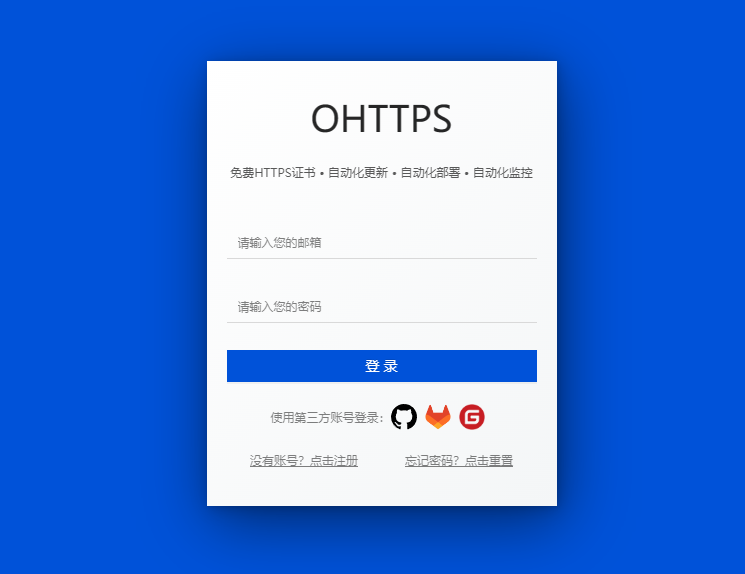 OHTTPS
免费HTTPS证书 • 自动化更新 • 自动化部署 • 自动化监控
请输入您的邮箱
请输入您的密码
登 录
使用第三方账号登录：
没有账号？点击注册 忘记密码？点击重置